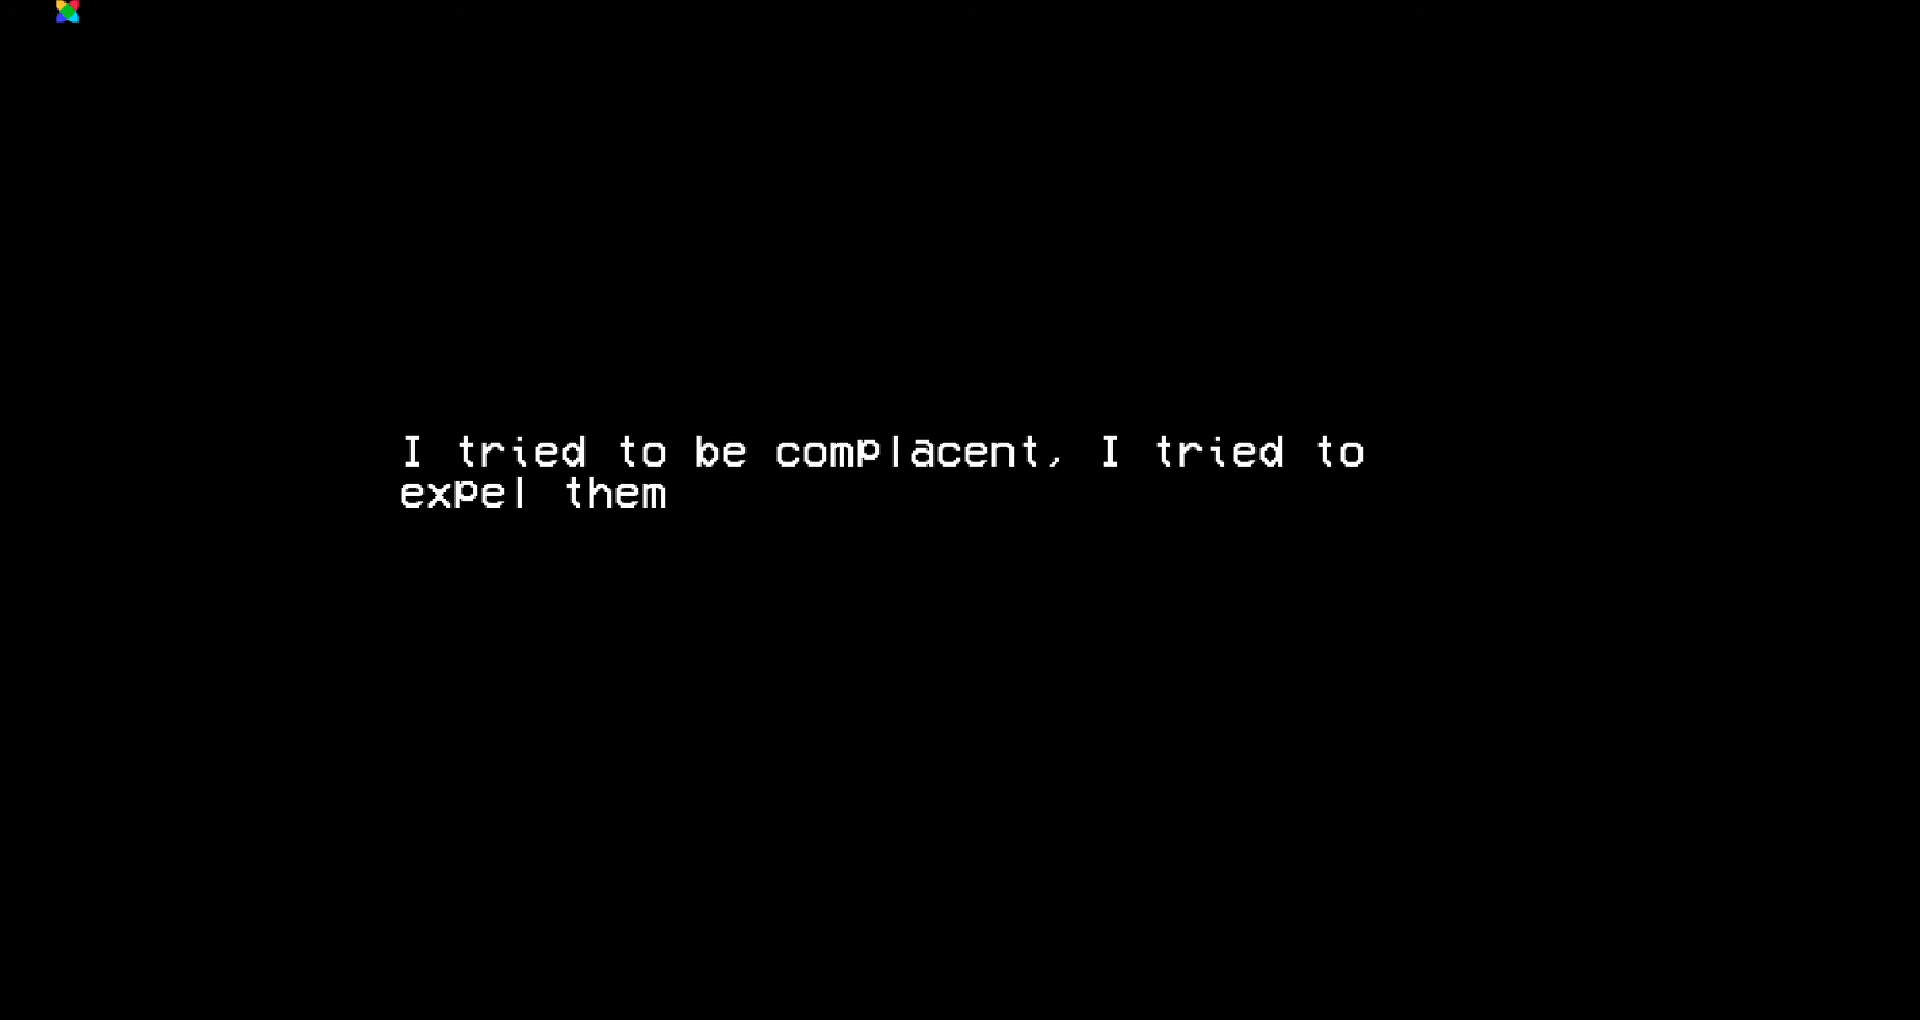 I tried to be complacent, I tried to
expel them